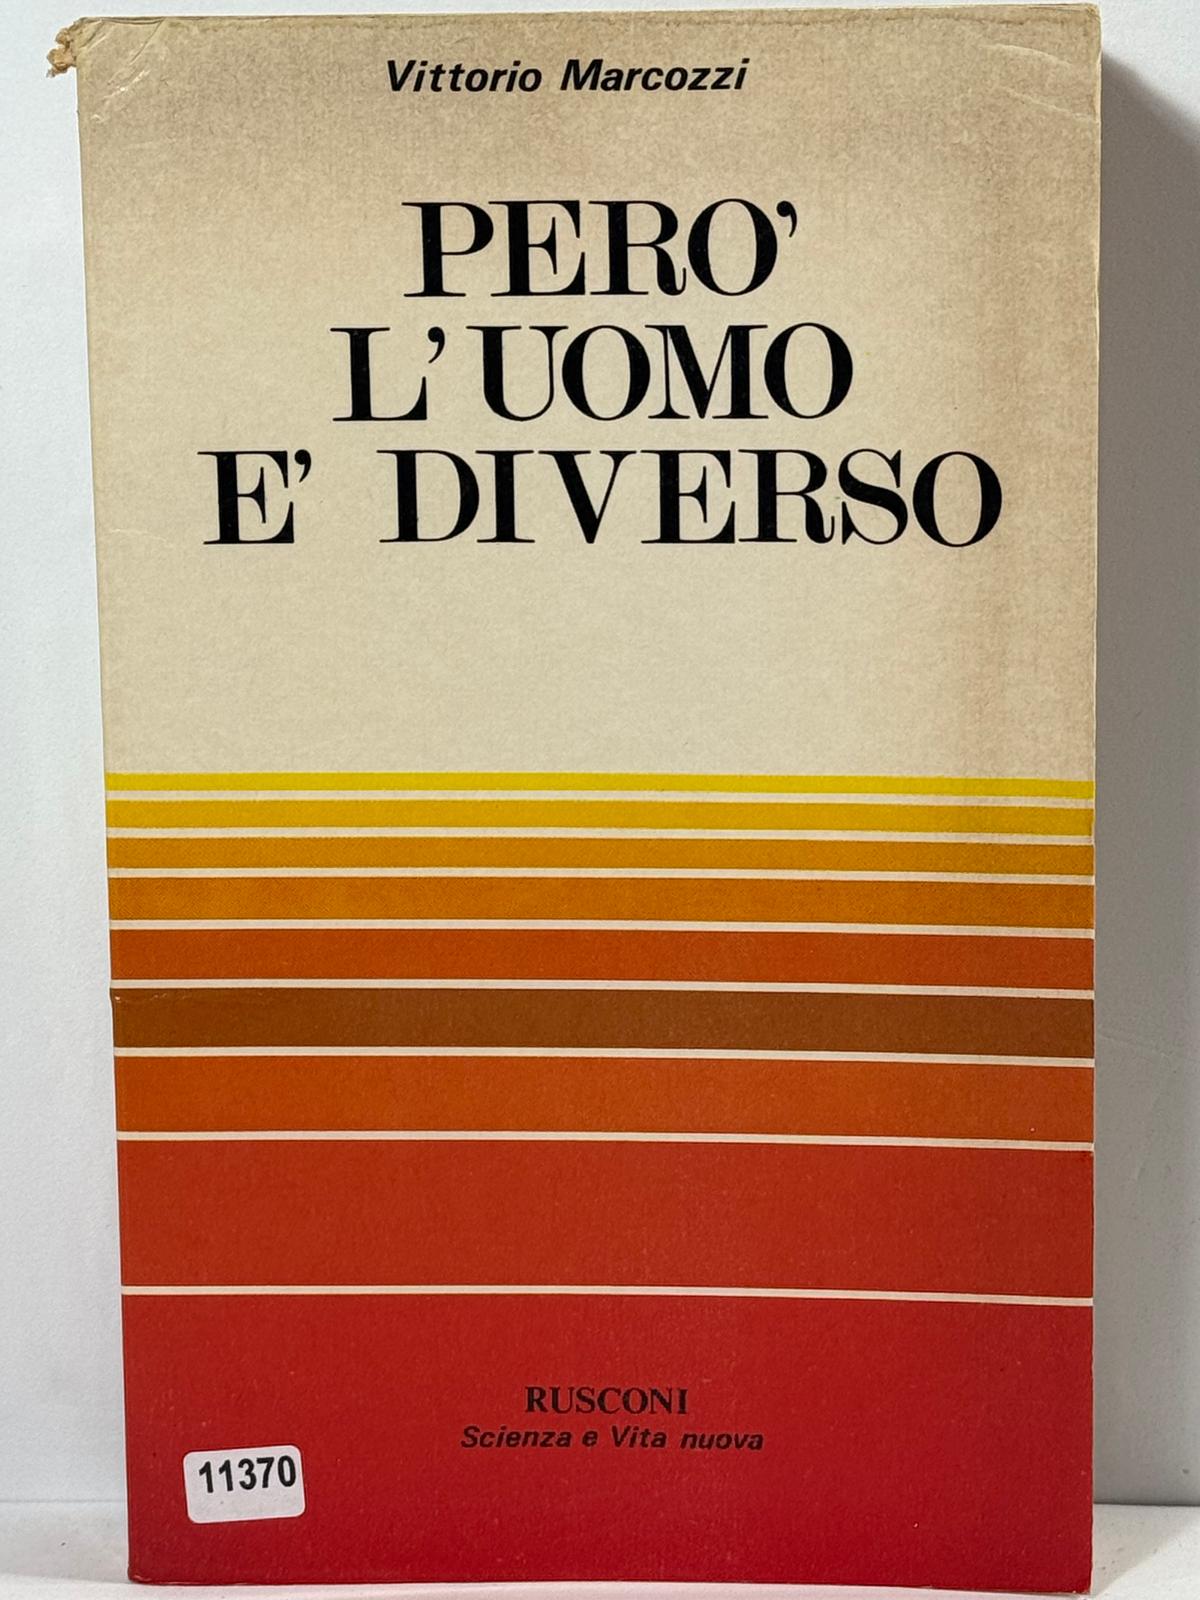 Vittorio Marcozzi
PERO'
L'UOMO
E' DIVERSO
RUSCONI
Scienza e Vita nuova
11370